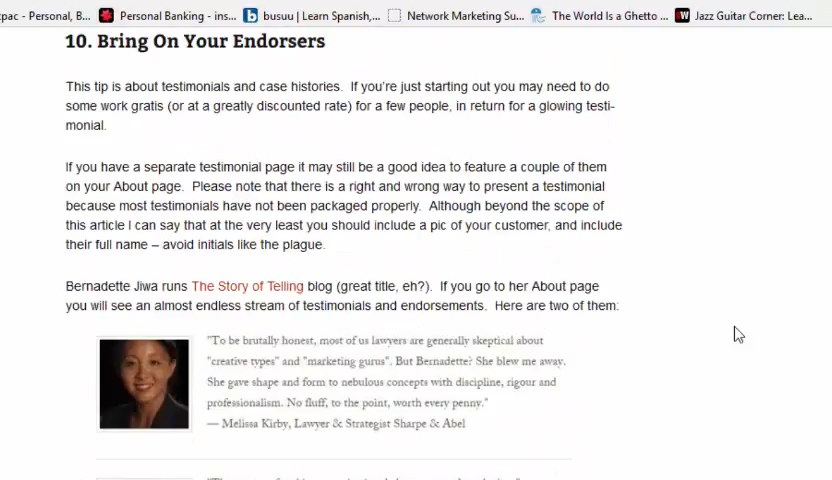 pac - Personal, B... Personal Banking - ins... busuu | Learn Spanish,... Network Marketing Su... The World Is a Ghetto ... Jazz Guitar Corner: Lea...
10. Bring On Your Endorsers
This tip is about testimonials and case histories.  If you're just starting out you may need to do
some work gratis (or at a greatly discounted rate) for a few people, in return for a glowing testi-
monial.
If you have a separate testimonial page it may still be a good idea to feature a couple of them
on your About page.  Please note that there is a right and wrong way to present a testimonial
because most testimonials have not been packaged properly.  Although beyond the scope of
this article I can say that at the very least you should include a pic of your customer, and include
their full name – avoid initials like the plague.
Bernadette Jiwa runs The Story of Telling blog (great title, eh?).  If you go to her About page
you will see an almost endless stream of testimonials and endorsements.  Here are two of them:
"To be brutally honest, most of us lawyers are generally skeptical about
"creative types" and "marketing gurus". But Bernadette? She blew me away.
She gave shape and form to nebulous concepts with discipline, rigour and
professionalism. No fluff, to the point, worth every penny."
— Melissa Kirby, Lawyer & Strategist Sharpe & Abel